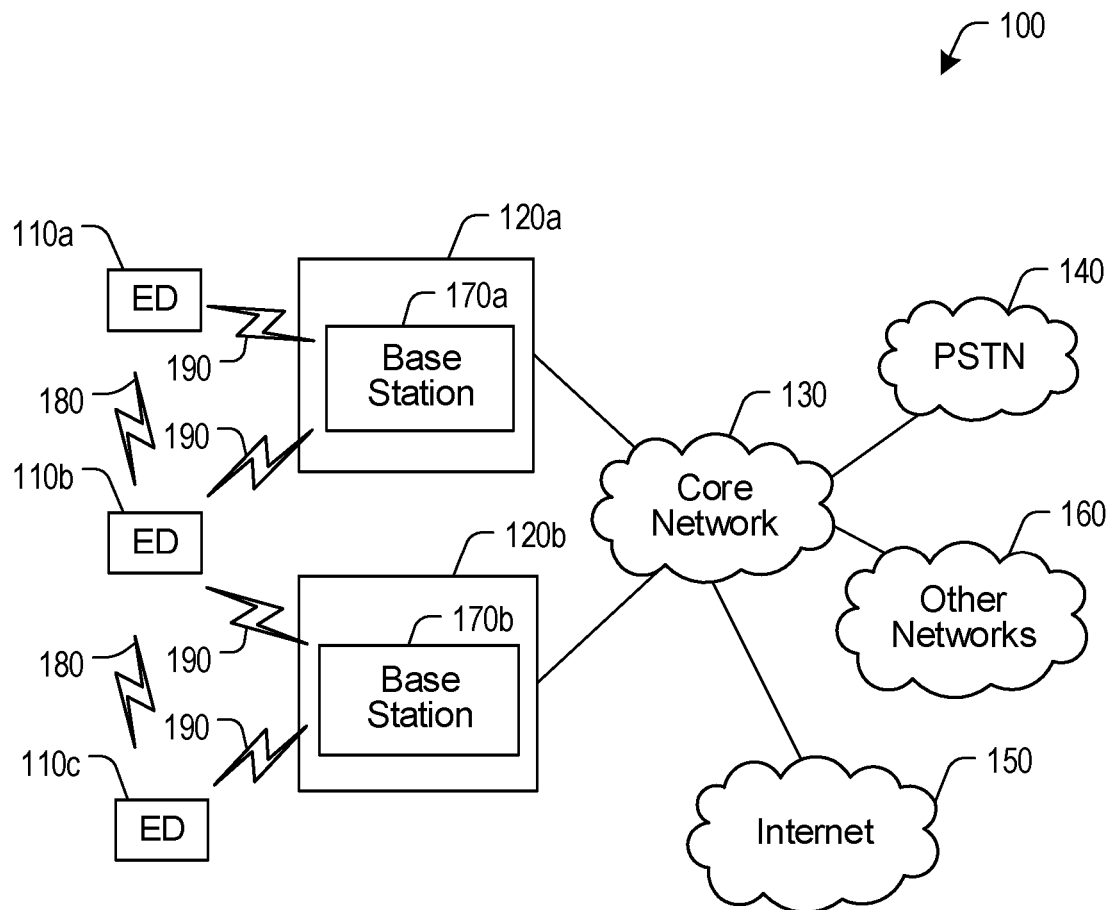 100
120a
110a
170a
140
ED
Base
Station
PSTN
190
180
130
190
110b
Core
Network
160
ED
120b
Other
Networks
170b
180
190
Base
Station
190
110c
150
ED
Internet